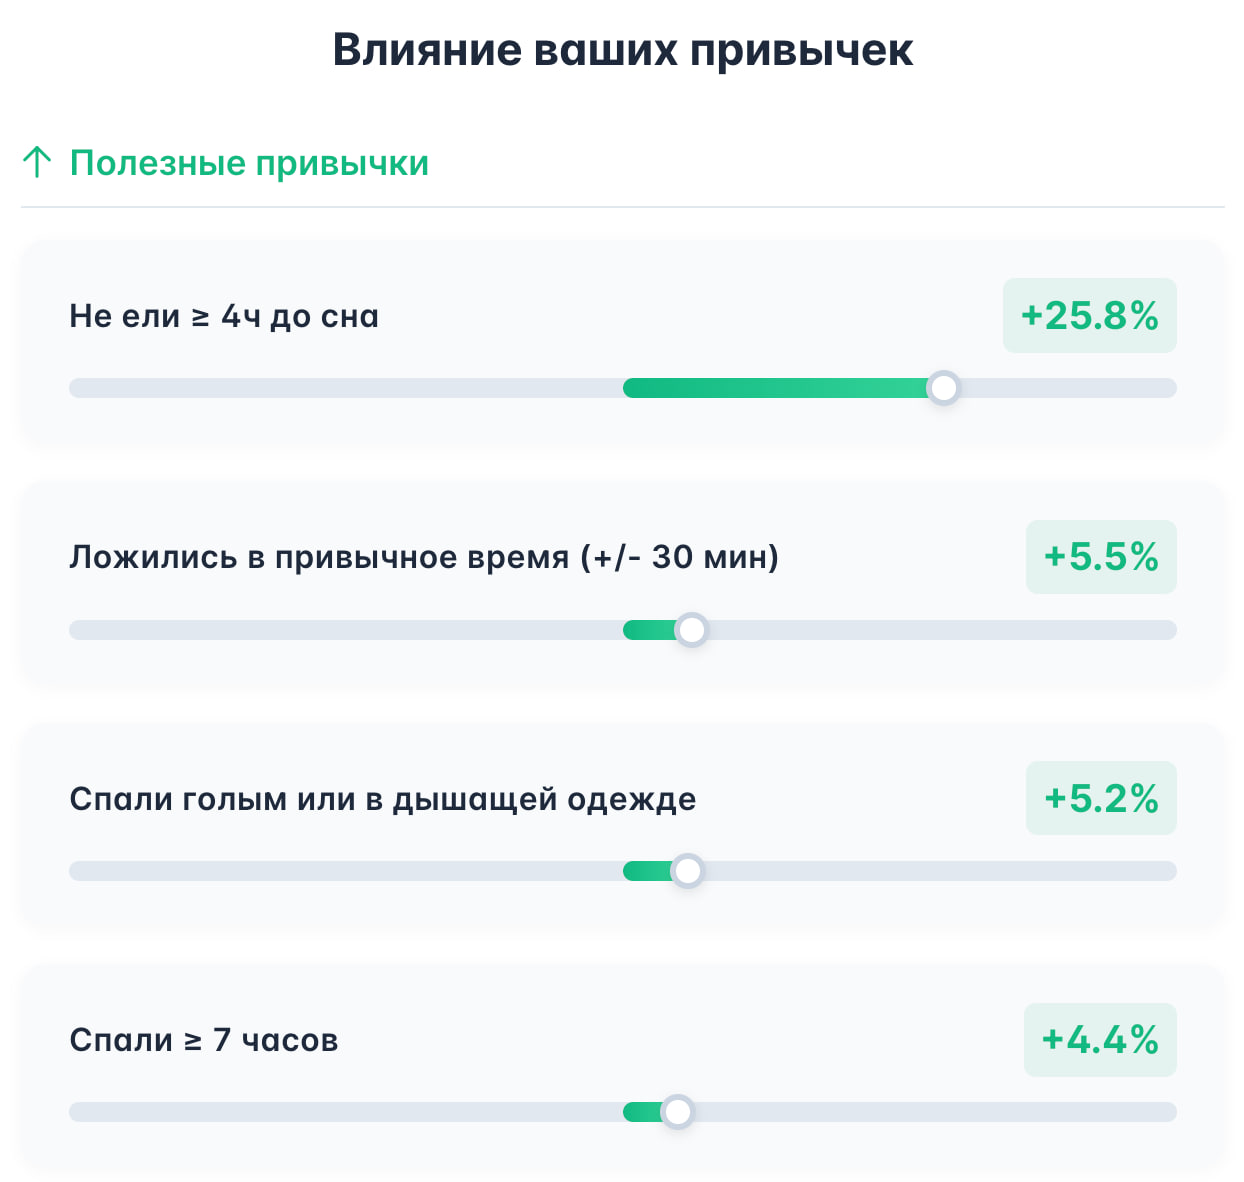 Влияние ваших привычек
Полезные привычки
Не ели ≥ 4ч до сна
+25.8%
Ложились в привычное время (+/- 30 мин)
+5.5%
Спали голым или в дышащей одежде
+5.2%
Спали ≥ 7 часов
+4.4%